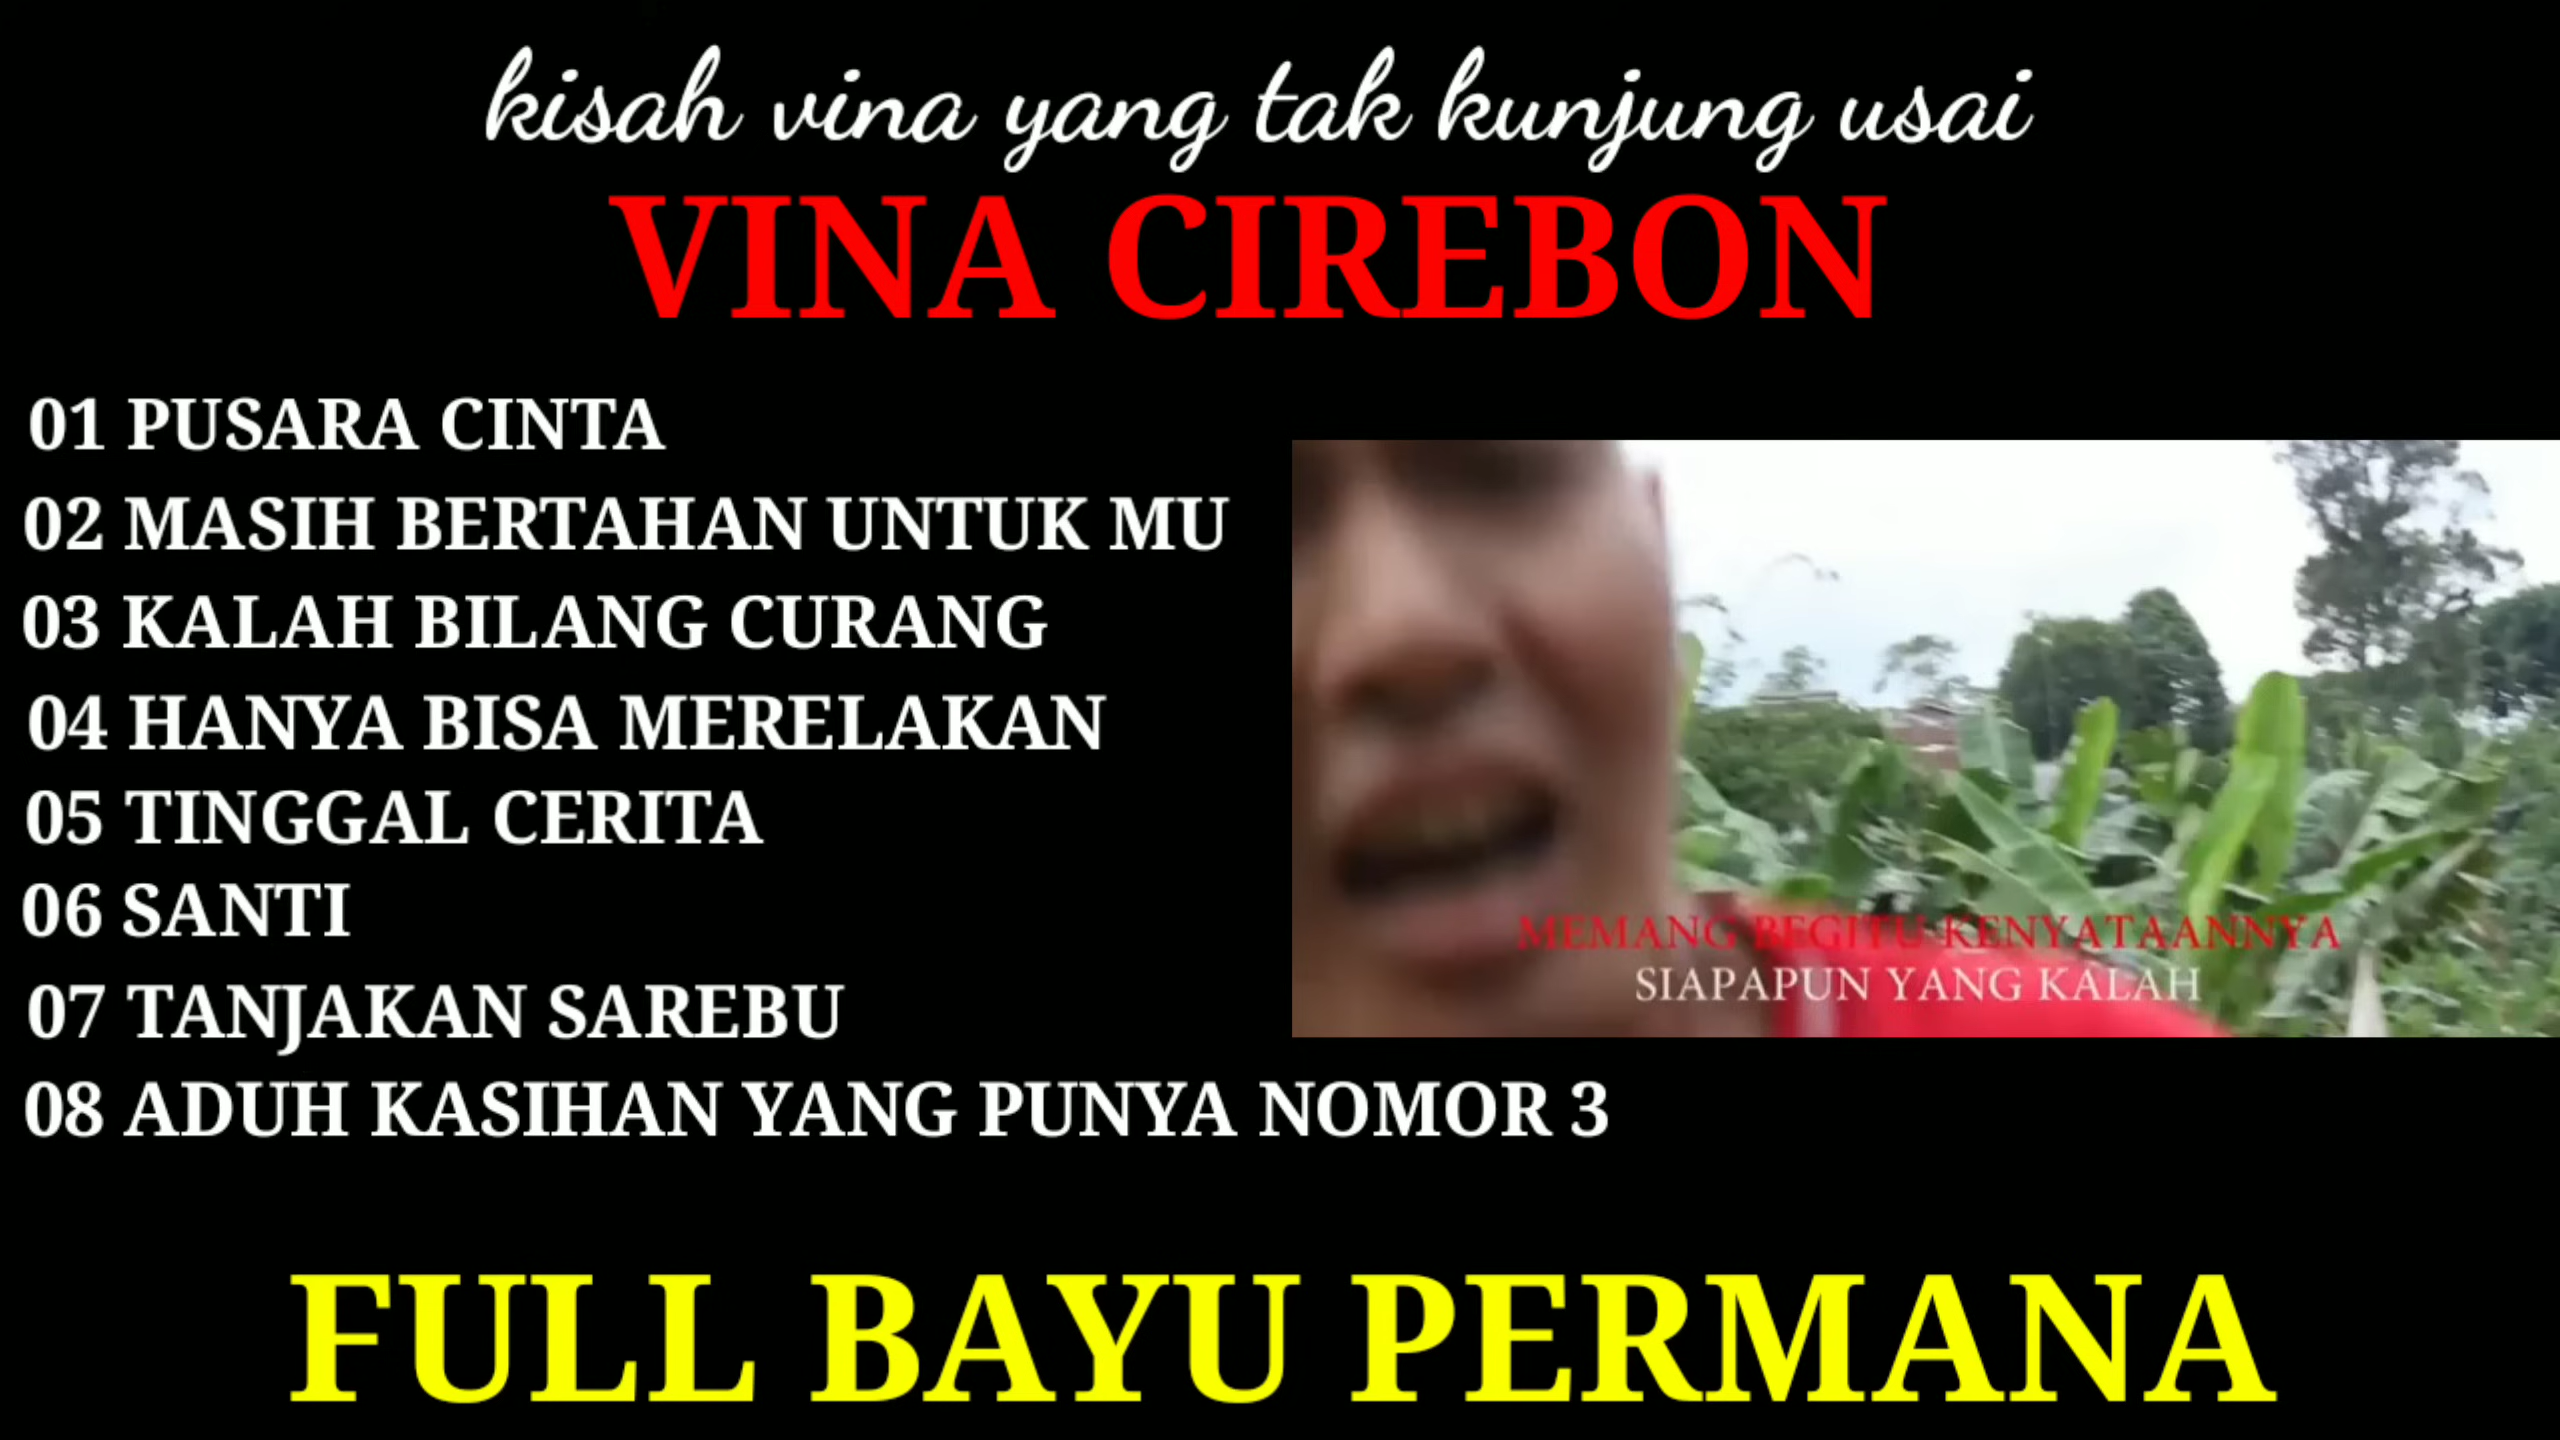 kisah vina yang tak kunjung usai
VINA CIREBON
01 PUSARA CINTA
02 MASIH BERTAHAN UNTUK MU
03 KALAH BILANG CURANG
04 HANYA BISA MERELAKAN
05 TINGGAL CERITA
06 SANTI
07 TANJAKAN SAREBU
08 ADUH KASIHAN YANG PUNYA NOMOR 3
MEMANG BEGITU KENYATAANNYA
SIAPAPUN YANG KALAH
FULL BAYU PERMANA